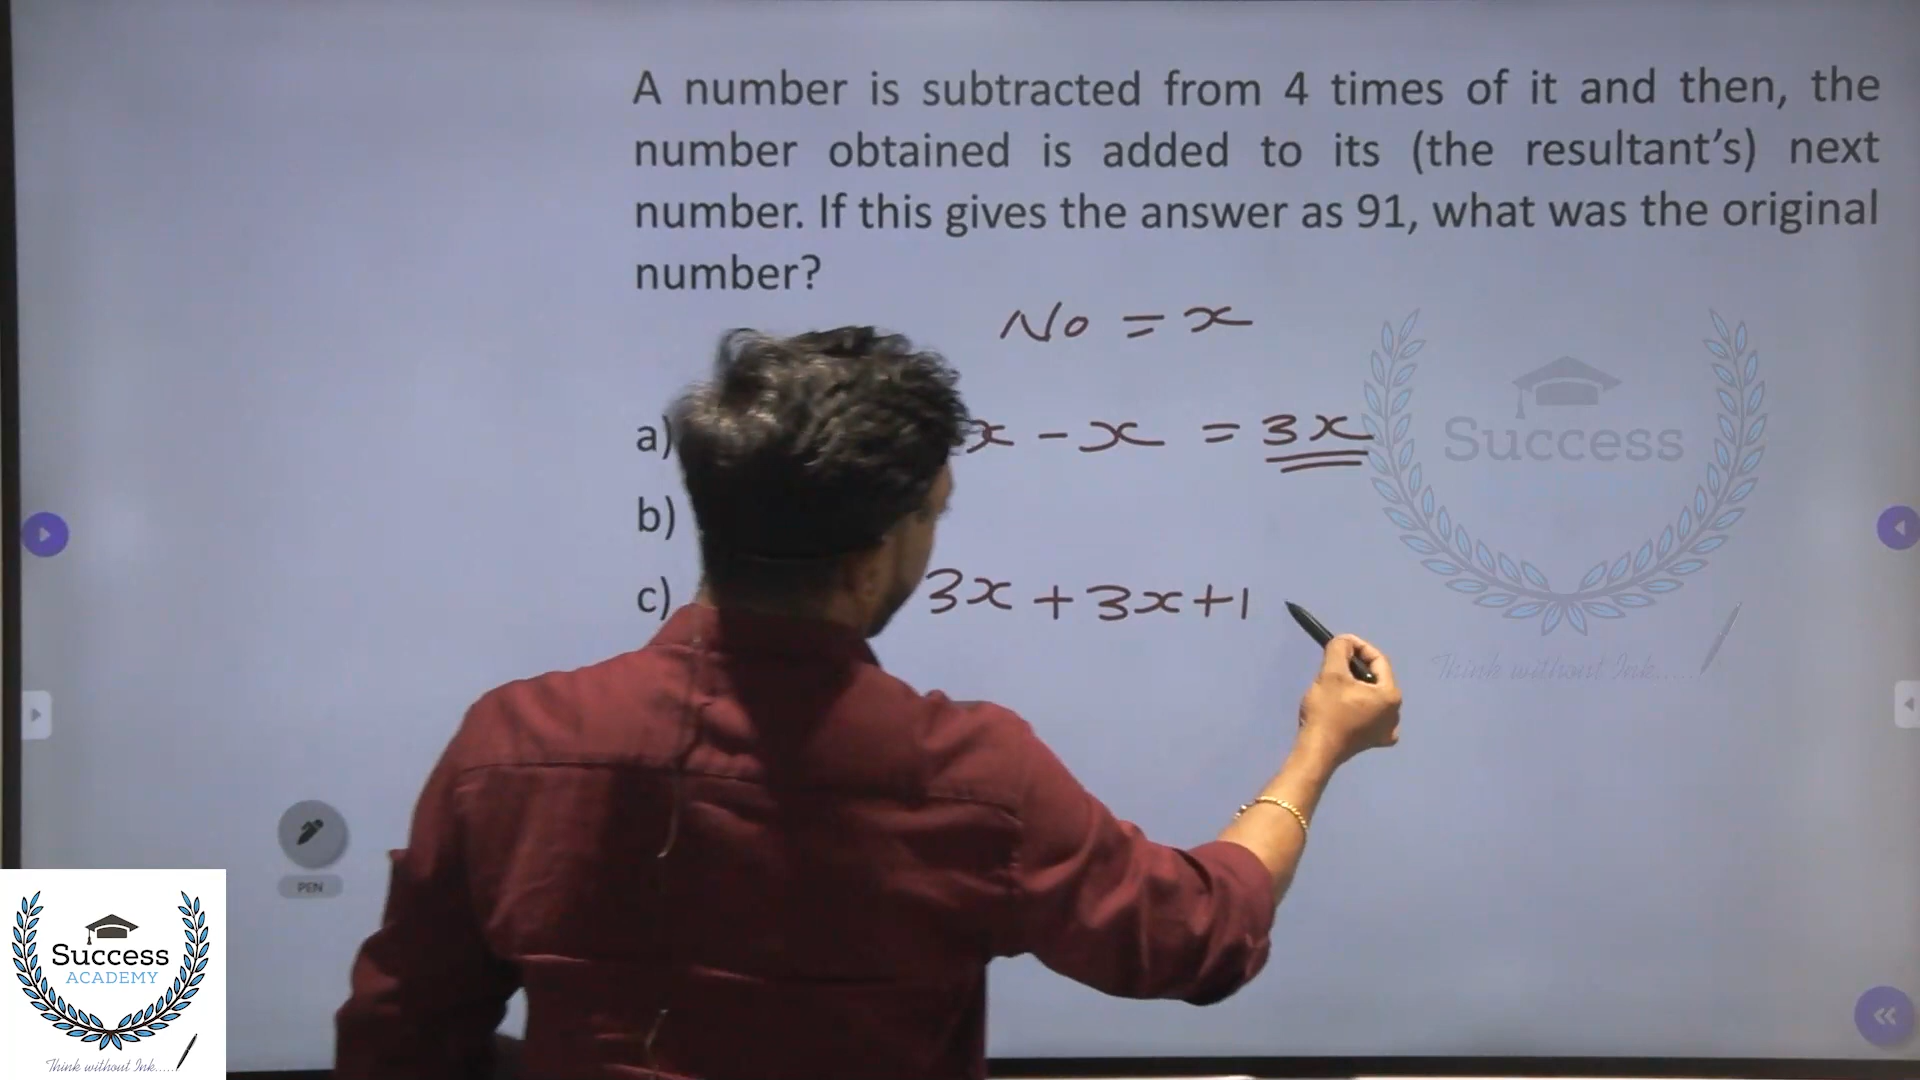 A number is subtracted from 4 times of it and then, the
number obtained is added to its (the resultant's) next
number. If this gives the answer as 91, what was the original
number?
No = x
a) x - x = 3x
b)
c) 3x + 3x + 1
Success
Think without Ink.....
PEN
Success
ACADEMY
Think without Ink.....